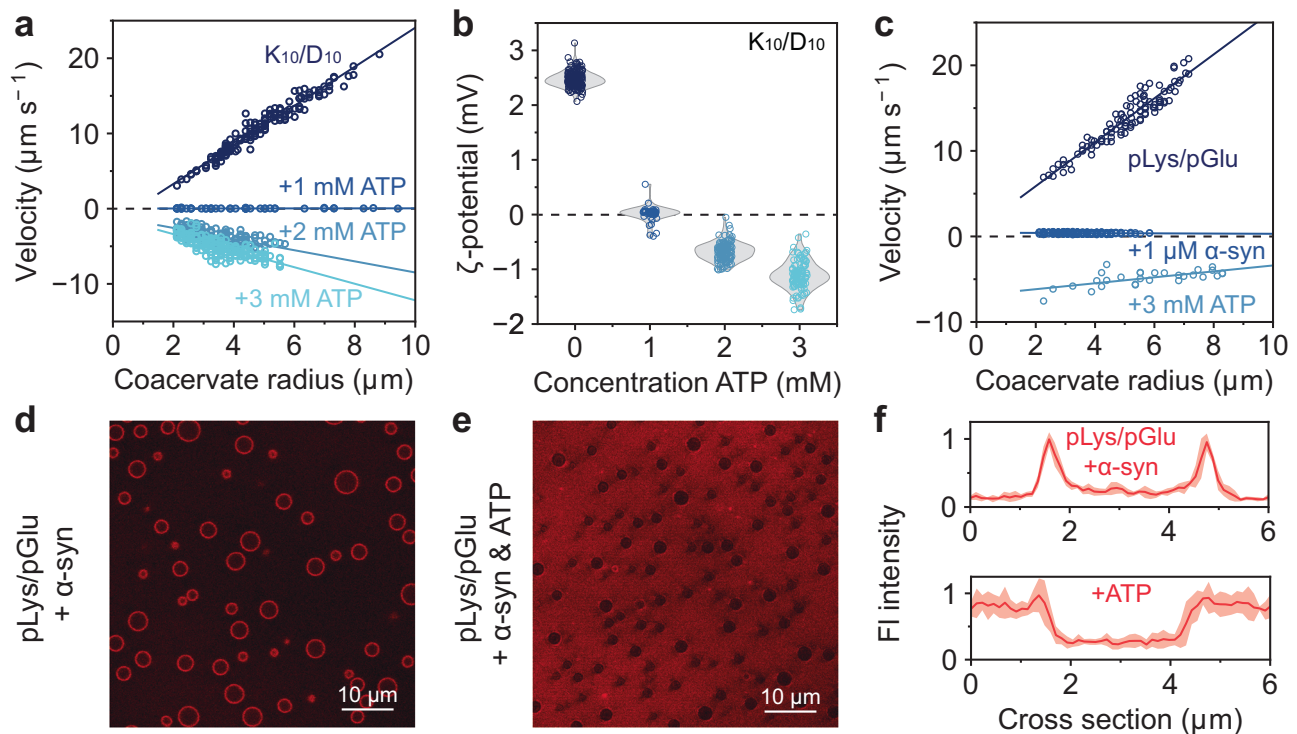 a
Velocity (µm s⁻¹)
20
10
0
−10
K₁₀/D₁₀
+1 mM ATP
+2 mM ATP
+3 mM ATP
0 2 4 6 8 10
Coacervate radius (µm)
b
ζ-potential (mV)
3
2
1
0
−1
−2
K₁₀/D₁₀
0 1 2 3
Concentration ATP (mM)
c
Velocity (µm s⁻¹)
20
10
0
−10
pLys/pGlu
+1 µM α-syn
+3 mM ATP
0 2 4 6 8 10
Coacervate radius (µm)
d
pLys/pGlu
+ α-syn
10 µm
e
pLys/pGlu
+ α-syn & ATP
10 µm
f
FI intensity
1
0
pLys/pGlu
+α-syn
0 2 4 6
1
0
+ATP
0 2 4 6
Cross section (µm)